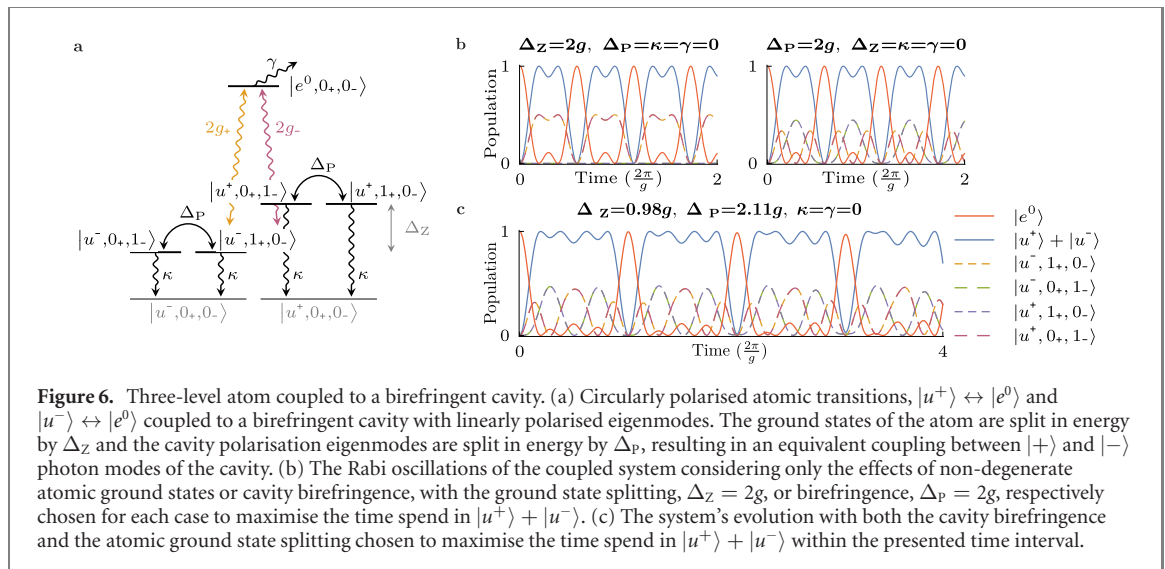 a
γ
|e⁰,0₊,0₋⟩
2g₊ 2g₋
Δ_P
|u⁺,0₊,1₋⟩ |u⁺,1₊,0₋⟩
Δ_P
Δ_Z
|u⁻,0₊,1₋⟩ |u⁻,1₊,0₋⟩
κ κ κ κ
|u⁻,0₊,0₋⟩ |u⁺,0₊,0₋⟩
b
Δ_Z=2g, Δ_P=κ=γ=0
Population
1
0
0 Time (2π/g) 2
Δ_P=2g, Δ_Z=κ=γ=0
1
0
0 Time (2π/g) 2
c
Δ_Z=0.98g, Δ_P=2.11g, κ=γ=0
Population
1
0
0 Time (2π/g) 4
|e⁰⟩
|u⁺⟩ + |u⁻⟩
|u⁻,1₊,0₋⟩
|u⁻,0₊,1₋⟩
|u⁺,1₊,0₋⟩
|u⁺,0₊,1₋⟩
Figure 6. Three-level atom coupled to a birefringent cavity. (a) Circularly polarised atomic transitions, |u⁺⟩ ↔ |e⁰⟩ and
|u⁻⟩ ↔ |e⁰⟩ coupled to a birefringent cavity with linearly polarised eigenmodes. The ground states of the atom are split in energy
by Δ_Z and the cavity polarisation eigenmodes are split in energy by Δ_P, resulting in an equivalent coupling between |+⟩ and |−⟩
photon modes of the cavity. (b) The Rabi oscillations of the coupled system considering only the effects of non-degenerate
atomic ground states or cavity birefringence, with the ground state splitting, Δ_Z = 2g, or birefringence, Δ_P = 2g, respectively
chosen for each case to maximise the time spend in |u⁺⟩ + |u⁻⟩. (c) The system's evolution with both the cavity birefringence
and the atomic ground state splitting chosen to maximise the time spend in |u⁺⟩ + |u⁻⟩ within the presented time interval.